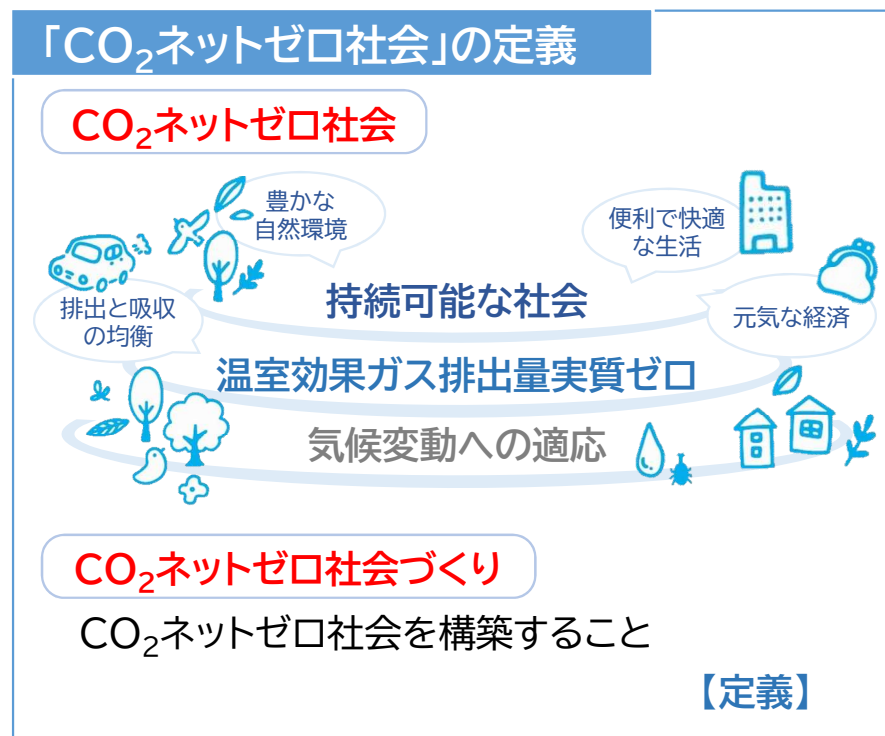 「CO₂ネットゼロ社会」の定義
CO₂ネットゼロ社会
豊かな
自然環境
便利で快適
な生活
持続可能な社会
排出と吸収
の均衡
元気な経済
温室効果ガス排出量実質ゼロ
気候変動への適応
CO₂ネットゼロ社会づくり
CO₂ネットゼロ社会を構築すること
【定義】